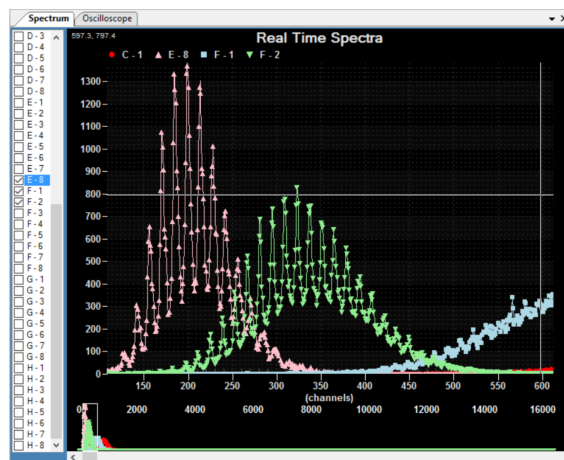 Spectrum Oscilloscope
D - 3
D - 4
D - 5
D - 6
D - 7
D - 8
E - 1
E - 2
E - 3
E - 4
E - 5
E - 6
E - 7
E - 8
F - 1
F - 2
F - 3
F - 4
F - 5
F - 6
F - 7
F - 8
G - 1
G - 2
G - 3
G - 4
G - 5
G - 6
G - 7
G - 8
H - 1
H - 2
H - 3
H - 4
H - 5
H - 6
H - 7
H - 8
597.3, 797.4
Real Time Spectra
C - 1 E - 8 F - 1 F - 2
1300
1200
1100
1000
900
800
700
600
500
400
300
200
100
0
150 200 250 300 350 400 450 500 550 600
(channels)
0 2000 4000 6000 8000 10000 12000 14000 16000